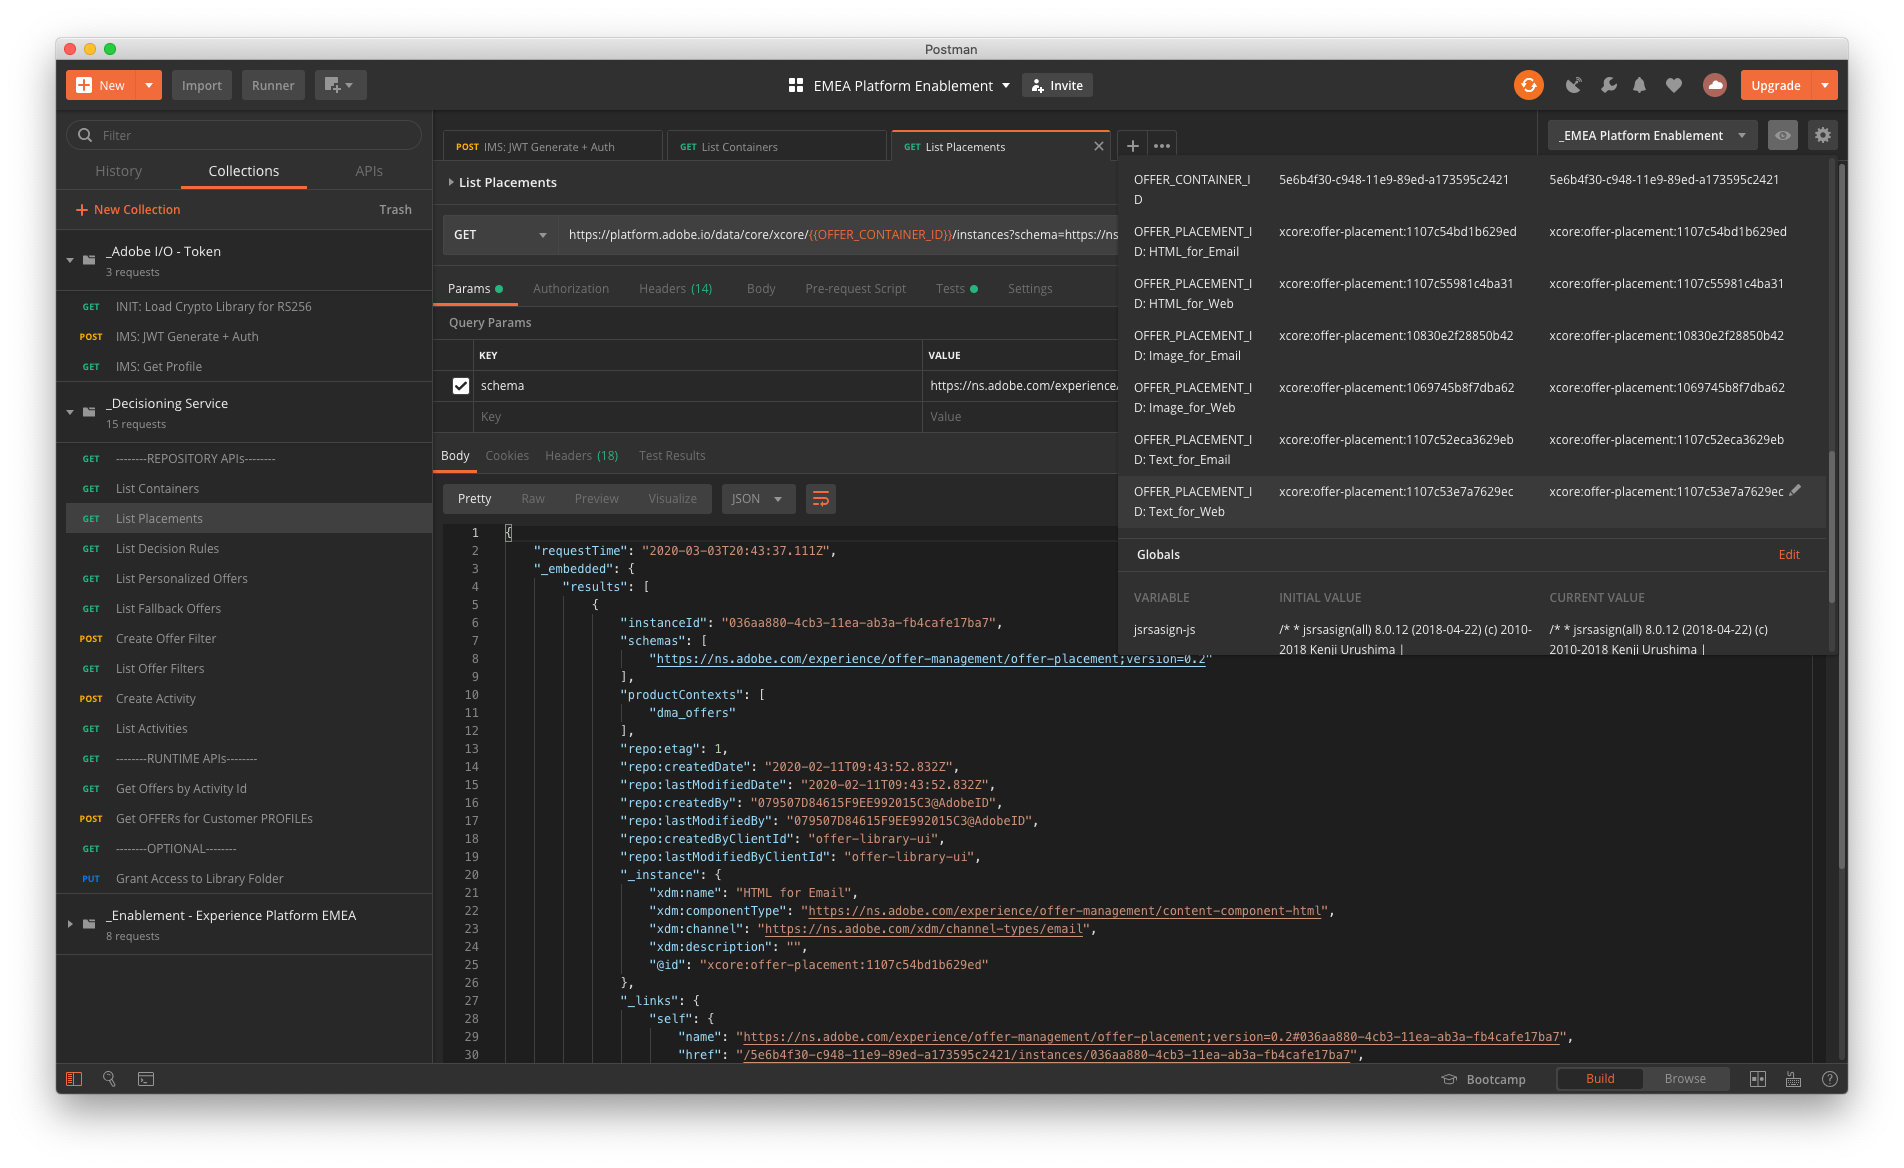 Postman
New
Import
Runner
EMEA Platform Enablement
Invite
Upgrade
Filter
History
Collections
APIs
New Collection
Trash
_Adobe I/O - Token
3 requests
GET INIT: Load Crypto Library for RS256
POST IMS: JWT Generate + Auth
GET IMS: Get Profile
_Decisioning Service
15 requests
GET --------REPOSITORY APIs--------
GET List Containers
GET List Placements
GET List Decision Rules
GET List Personalized Offers
GET List Fallback Offers
POST Create Offer Filter
GET List Offer Filters
POST Create Activity
GET List Activities
GET --------RUNTIME APIs--------
GET Get Offers by Activity Id
POST Get OFFERs for Customer PROFILEs
GET --------OPTIONAL--------
PUT Grant Access to Library Folder
_Enablement - Experience Platform EMEA
8 requests
POST IMS: JWT Generate + Auth
GET List Containers
GET List Placements
_EMEA Platform Enablement
List Placements
GET
https://platform.adobe.io/data/core/xcore/{{OFFER_CONTAINER_ID}}/instances?schema=https://ns
Params
Authorization
Headers (14)
Body
Pre-request Script
Tests
Settings
Query Params
KEY
VALUE
schema
https://ns.adobe.com/experience/
Key
Value
Body
Cookies
Headers (18)
Test Results
Pretty
Raw
Preview
Visualize
JSON
1 {
2 "requestTime": "2020-03-03T20:43:37.111Z",
3 "_embedded": {
4 "results": [
5 {
6 "instanceId": "036aa880-4cb3-11ea-ab3a-fb4cafe17ba7",
7 "schemas": [
8 "https://ns.adobe.com/experience/offer-management/offer-placement;version=0.2"
9 ],
10 "productContexts": [
11 "dma_offers"
12 ],
13 "repo:etag": 1,
14 "repo:createdDate": "2020-02-11T09:43:52.832Z",
15 "repo:lastModifiedDate": "2020-02-11T09:43:52.832Z",
16 "repo:createdBy": "079507D84615F9EE992015C3@AdobeID",
17 "repo:lastModifiedBy": "079507D84615F9EE992015C3@AdobeID",
18 "repo:createdByClientId": "offer-library-ui",
19 "repo:lastModifiedByClientId": "offer-library-ui",
20 "_instance": {
21 "xdm:name": "HTML for Email",
22 "xdm:componentType": "https://ns.adobe.com/experience/offer-management/content-component-html",
23 "xdm:channel": "https://ns.adobe.com/xdm/channel-types/email",
24 "xdm:description": "",
25 "@id": "xcore:offer-placement:1107c54bd1b629ed"
26 },
27 "_links": {
28 "self": {
29 "name": "https://ns.adobe.com/experience/offer-management/offer-placement;version=0.2#036aa880-4cb3-11ea-ab3a-fb4cafe17ba7",
30 "href": "/5e6b4f30-c948-11e9-89ed-a173595c2421/instances/036aa880-4cb3-11ea-ab3a-fb4cafe17ba7",
OFFER_CONTAINER_I 5e6b4f30-c948-11e9-89ed-a173595c2421 5e6b4f30-c948-11e9-89ed-a173595c2421
D
OFFER_PLACEMENT_I xcore:offer-placement:1107c54bd1b629ed xcore:offer-placement:1107c54bd1b629ed
D: HTML_for_Email
OFFER_PLACEMENT_I xcore:offer-placement:1107c55981c4ba31 xcore:offer-placement:1107c55981c4ba31
D: HTML_for_Web
OFFER_PLACEMENT_I xcore:offer-placement:10830e2f28850b42 xcore:offer-placement:10830e2f28850b42
D: Image_for_Email
OFFER_PLACEMENT_I xcore:offer-placement:1069745b8f7dba62 xcore:offer-placement:1069745b8f7dba62
D: Image_for_Web
OFFER_PLACEMENT_I xcore:offer-placement:1107c52eca3629eb xcore:offer-placement:1107c52eca3629eb
D: Text_for_Email
OFFER_PLACEMENT_I xcore:offer-placement:1107c53e7a7629ec xcore:offer-placement:1107c53e7a7629ec
D: Text_for_Web
Globals
Edit
VARIABLE INITIAL VALUE CURRENT VALUE
jsrsasign-js /* * jsrsasign(all) 8.0.12 (2018-04-22) (c) 2010- /* * jsrsasign(all) 8.0.12 (2018-04-22) (c)
2018 Kenji Urushima | 2010-2018 Kenji Urushima |
Bootcamp
Build
Browse